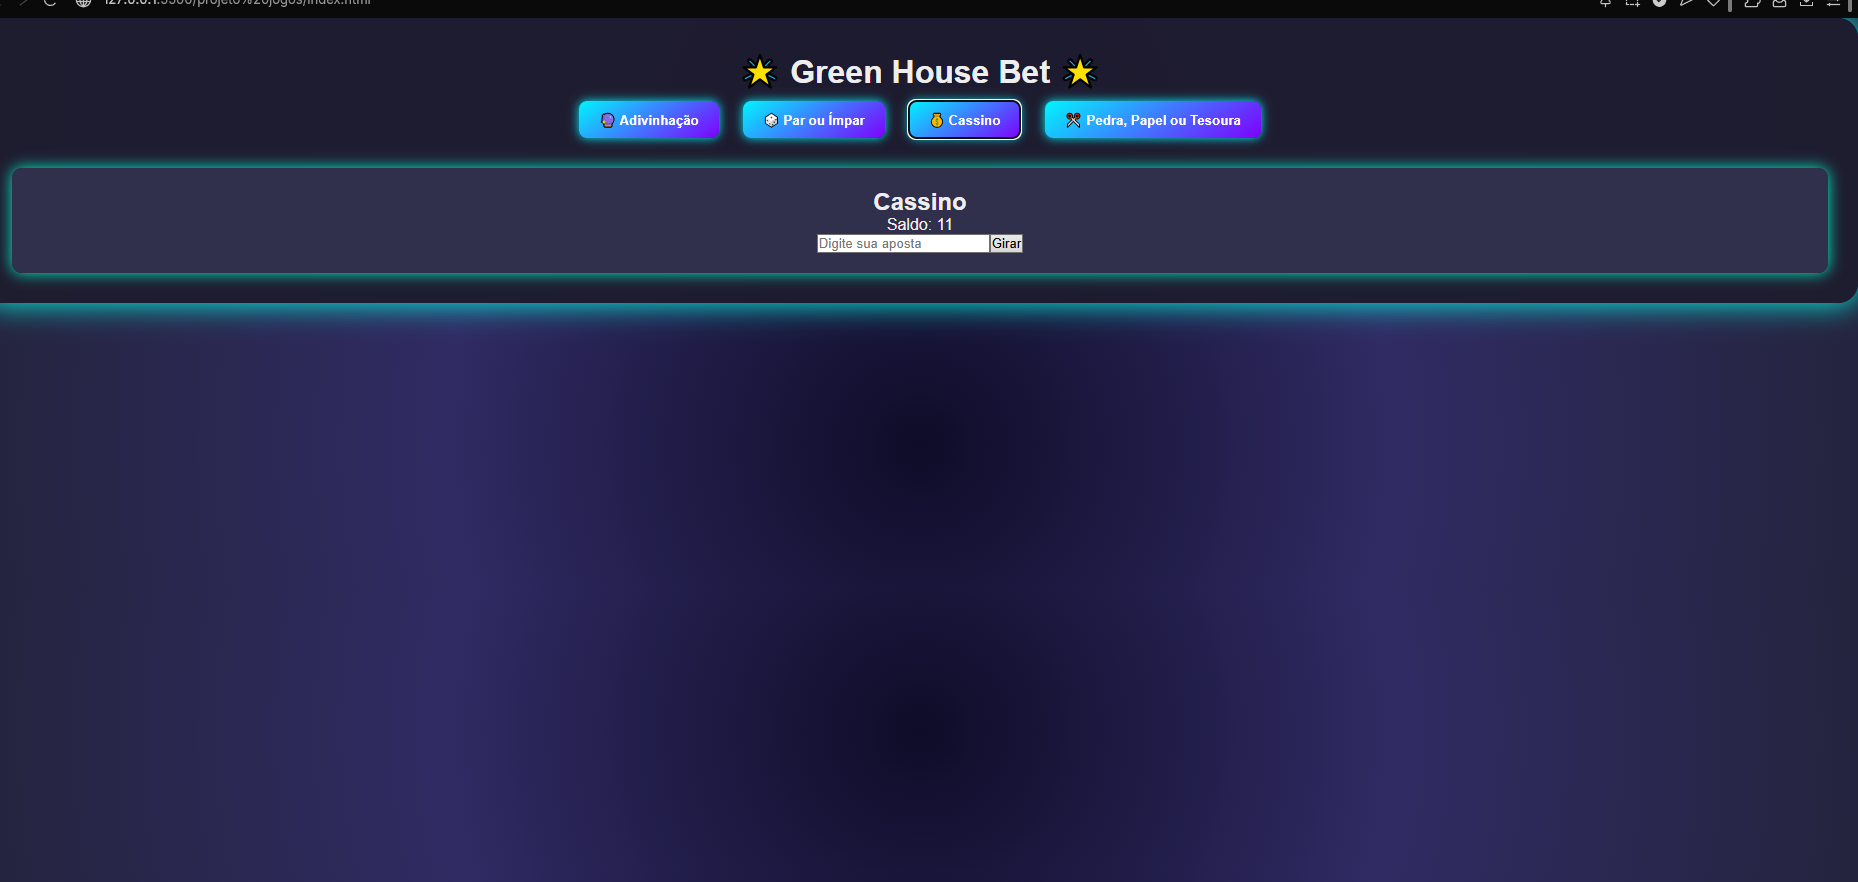 127.0.0.1:5500/projeto%20jogos/index.html
Green House Bet
Adivinhação
Par ou Ímpar
Cassino
Pedra, Papel ou Tesoura
Cassino
Saldo: 11
Digite sua aposta
Girar